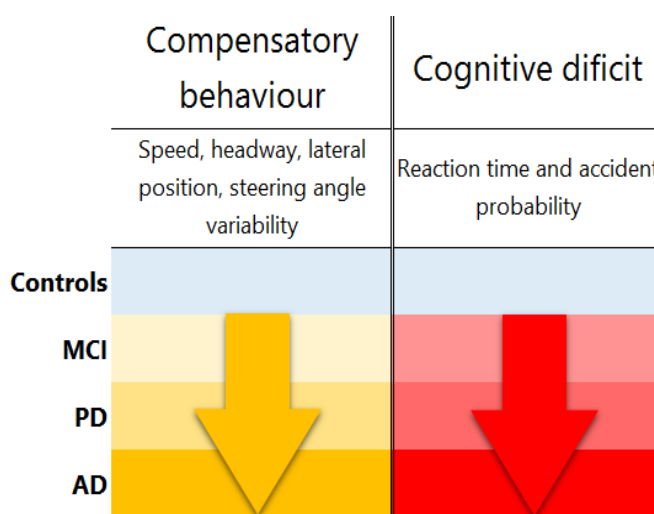 Compensatory
behaviour
Cognitive dificit
Speed, headway, lateral
position, steering angle
variability
Reaction time and accident
probability
Controls
MCI
PD
AD